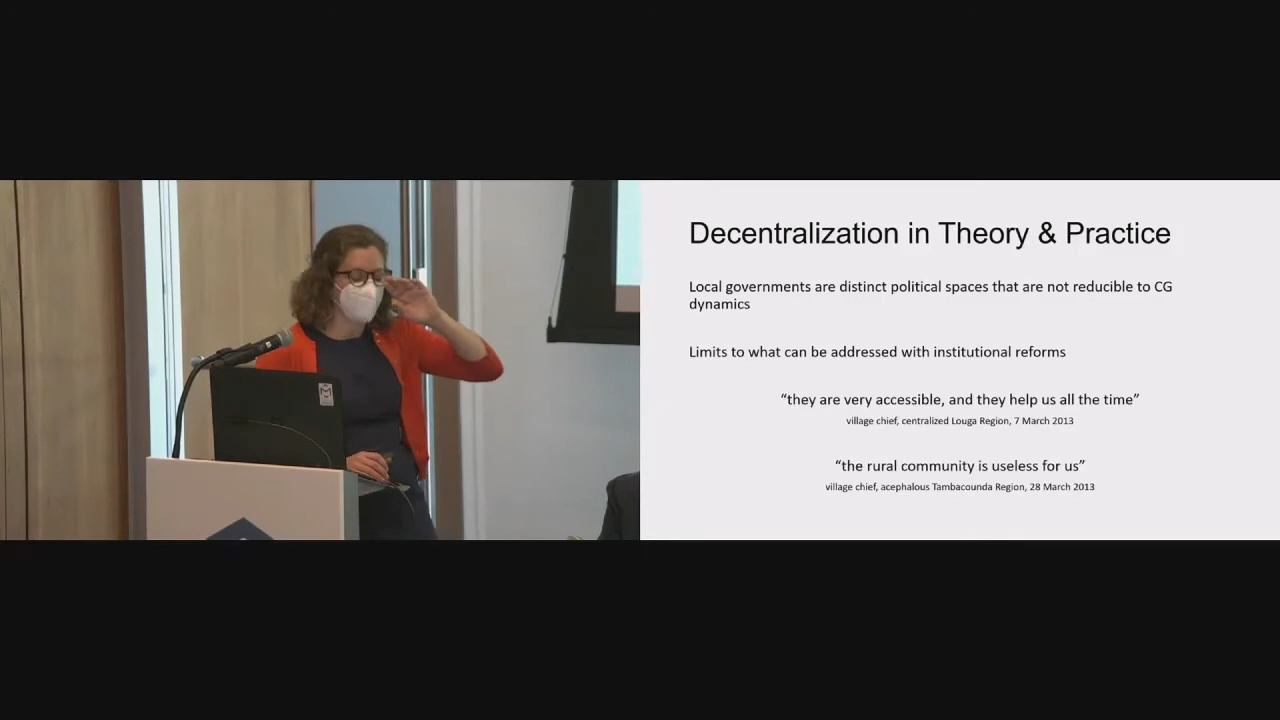 Decentralization in Theory & Practice
Local governments are distinct political spaces that are not reducible to CG
dynamics
Limits to what can be addressed with institutional reforms
“they are very accessible, and they help us all the time”
village chief, centralized Louga Region, 7 March 2013
“the rural community is useless for us”
village chief, acephalous Tambacounda Region, 28 March 2013